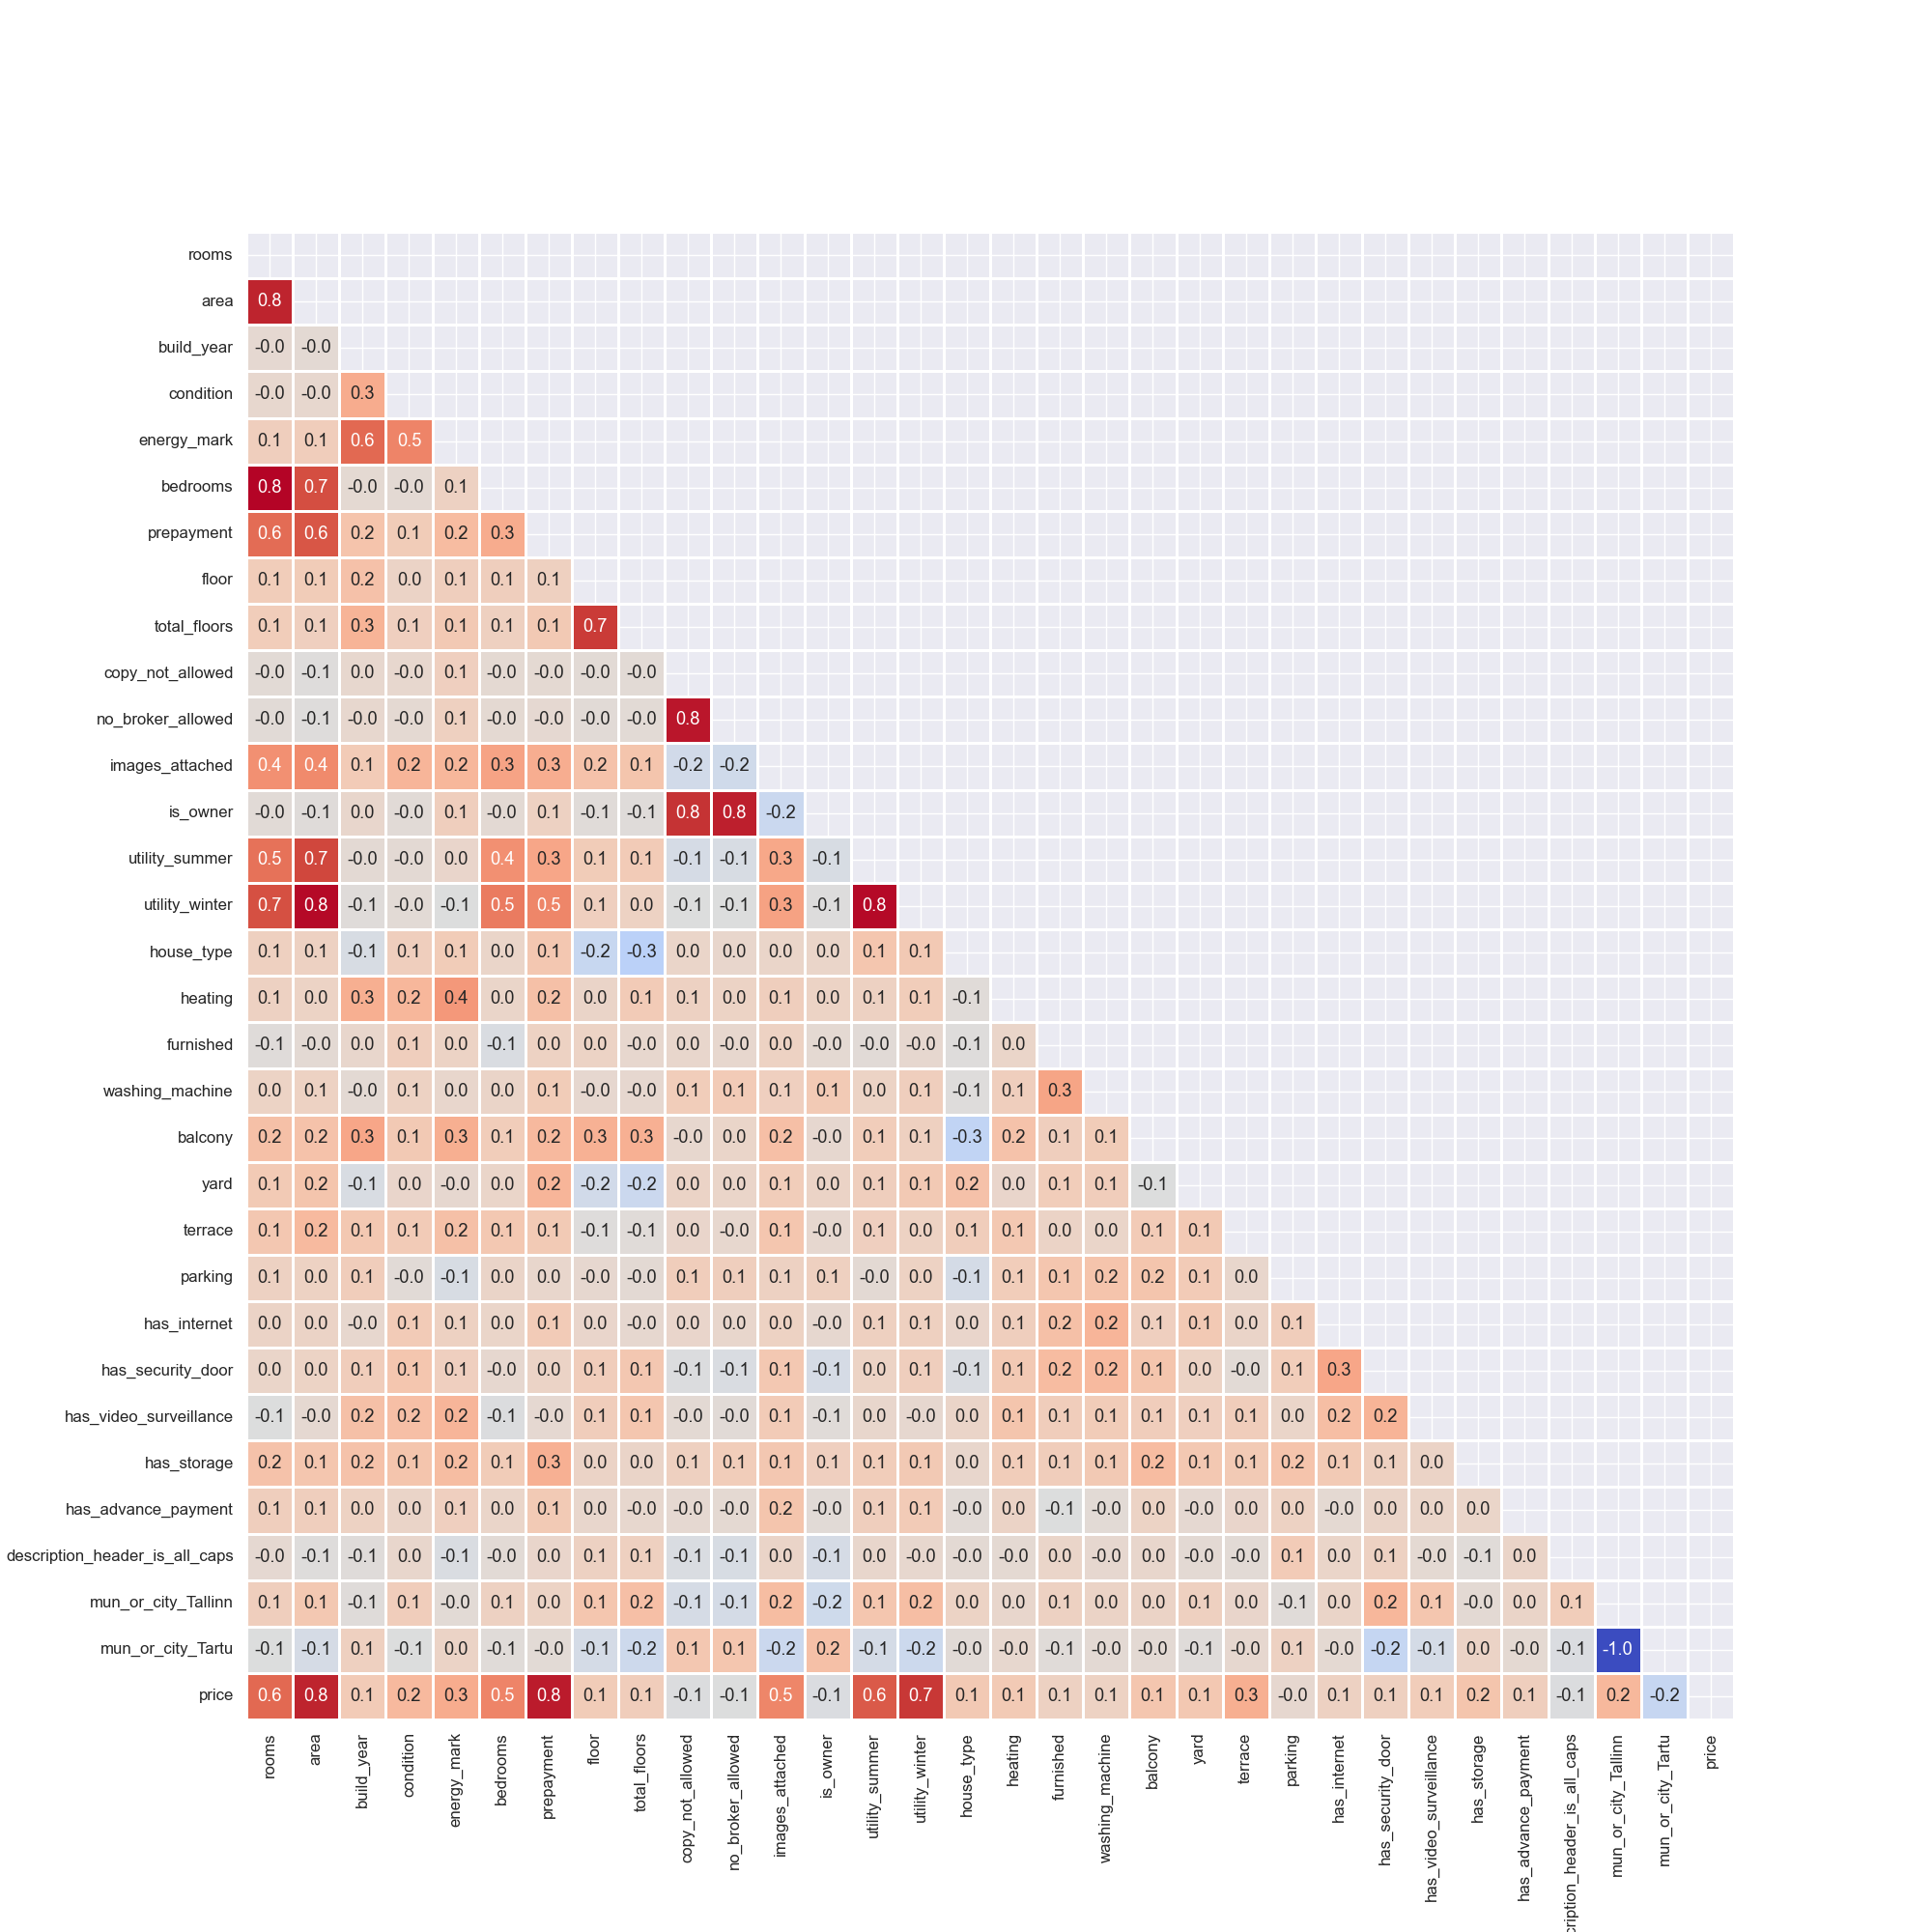 rooms
area 0.8
build_year -0.0 -0.0
condition -0.0 -0.0 0.3
energy_mark 0.1 0.1 0.6 0.5
bedrooms 0.8 0.7 -0.0 -0.0 0.1
prepayment 0.6 0.6 0.2 0.1 0.2 0.3
floor 0.1 0.1 0.2 0.0 0.1 0.1 0.1
total_floors 0.1 0.1 0.3 0.1 0.1 0.1 0.1 0.7
copy_not_allowed -0.0 -0.1 0.0 -0.0 0.1 -0.0 -0.0 -0.0 -0.0
no_broker_allowed -0.0 -0.1 -0.0 -0.0 0.1 -0.0 -0.0 -0.0 -0.0 0.8
images_attached 0.4 0.4 0.1 0.2 0.2 0.3 0.3 0.2 0.1 -0.2 -0.2
is_owner -0.0 -0.1 0.0 -0.0 0.1 -0.0 0.1 -0.1 -0.1 0.8 0.8 -0.2
utility_summer 0.5 0.7 -0.0 -0.0 0.0 0.4 0.3 0.1 0.1 -0.1 -0.1 0.3 -0.1
utility_winter 0.7 0.8 -0.1 -0.0 -0.1 0.5 0.5 0.1 0.0 -0.1 -0.1 0.3 -0.1 0.8
house_type 0.1 0.1 -0.1 0.1 0.1 0.0 0.1 -0.2 -0.3 0.0 0.0 0.0 0.0 0.1 0.1
heating 0.1 0.0 0.3 0.2 0.4 0.0 0.2 0.0 0.1 0.1 0.0 0.1 0.0 0.1 0.1 -0.1
furnished -0.1 -0.0 0.0 0.1 0.0 -0.1 0.0 0.0 -0.0 0.0 -0.0 0.0 -0.0 -0.0 -0.0 -0.1 0.0
washing_machine 0.0 0.1 -0.0 0.1 0.0 0.0 0.1 -0.0 -0.0 0.1 0.1 0.1 0.1 0.0 0.1 -0.1 0.1 0.3
balcony 0.2 0.2 0.3 0.1 0.3 0.1 0.2 0.3 0.3 -0.0 0.0 0.2 -0.0 0.1 0.1 -0.3 0.2 0.1 0.1
yard 0.1 0.2 -0.1 0.0 -0.0 0.0 0.2 -0.2 -0.2 0.0 0.0 0.1 0.0 0.1 0.1 0.2 0.0 0.1 0.1 -0.1
terrace 0.1 0.2 0.1 0.1 0.2 0.1 0.1 -0.1 -0.1 0.0 -0.0 0.1 -0.0 0.1 0.0 0.1 0.1 0.0 0.0 0.1 0.1
parking 0.1 0.0 0.1 -0.0 -0.1 0.0 0.0 -0.0 -0.0 0.1 0.1 0.1 0.1 -0.0 0.0 -0.1 0.1 0.1 0.2 0.2 0.1 0.0
has_internet 0.0 0.0 -0.0 0.1 0.1 0.0 0.1 0.0 -0.0 0.0 0.0 0.0 -0.0 0.1 0.1 0.0 0.1 0.2 0.2 0.1 0.1 0.0 0.1
has_security_door 0.0 0.0 0.1 0.1 0.1 -0.0 0.0 0.1 0.1 -0.1 -0.1 0.1 -0.1 0.0 0.1 -0.1 0.1 0.2 0.2 0.1 0.0 -0.0 0.1 0.3
has_video_surveillance -0.1 -0.0 0.2 0.2 0.2 -0.1 -0.0 0.1 0.1 -0.0 -0.0 0.1 -0.1 0.0 -0.0 0.0 0.1 0.1 0.1 0.1 0.1 0.1 0.0 0.2 0.2
has_storage 0.2 0.1 0.2 0.1 0.2 0.1 0.3 0.0 0.0 0.1 0.1 0.1 0.1 0.1 0.1 0.0 0.1 0.1 0.1 0.2 0.1 0.1 0.2 0.1 0.1 0.0
has_advance_payment 0.1 0.1 0.0 0.0 0.1 0.0 0.1 0.0 -0.0 -0.0 -0.0 0.2 -0.0 0.1 0.1 -0.0 0.0 -0.1 -0.0 0.0 -0.0 0.0 0.0 -0.0 0.0 0.0 0.0
description_header_is_all_caps -0.0 -0.1 -0.1 0.0 -0.1 -0.0 0.0 0.1 0.1 -0.1 -0.1 0.0 -0.1 0.0 -0.0 -0.0 -0.0 0.0 -0.0 0.0 -0.0 -0.0 0.1 0.0 0.1 -0.0 -0.1 0.0
mun_or_city_Tallinn 0.1 0.1 -0.1 0.1 -0.0 0.1 0.0 0.1 0.2 -0.1 -0.1 0.2 -0.2 0.1 0.2 0.0 0.0 0.1 0.0 0.0 0.1 0.0 -0.1 0.0 0.2 0.1 -0.0 0.0 0.1
mun_or_city_Tartu -0.1 -0.1 0.1 -0.1 0.0 -0.1 -0.0 -0.1 -0.2 0.1 0.1 -0.2 0.2 -0.1 -0.2 -0.0 -0.0 -0.1 -0.0 -0.0 -0.1 -0.0 0.1 -0.0 -0.2 -0.1 0.0 -0.0 -0.1 -1.0
price 0.6 0.8 0.1 0.2 0.3 0.5 0.8 0.1 0.1 -0.1 -0.1 0.5 -0.1 0.6 0.7 0.1 0.1 0.1 0.1 0.1 0.1 0.3 -0.0 0.1 0.1 0.1 0.2 0.1 -0.1 0.2 -0.2
rooms
area
build_year
condition
energy_mark
bedrooms
prepayment
floor
total_floors
copy_not_allowed
no_broker_allowed
images_attached
is_owner
utility_summer
utility_winter
house_type
heating
furnished
washing_machine
balcony
yard
terrace
parking
has_internet
has_security_door
has_video_surveillance
has_storage
has_advance_payment
cription_header_is_all_caps
mun_or_city_Tallinn
mun_or_city_Tartu
price